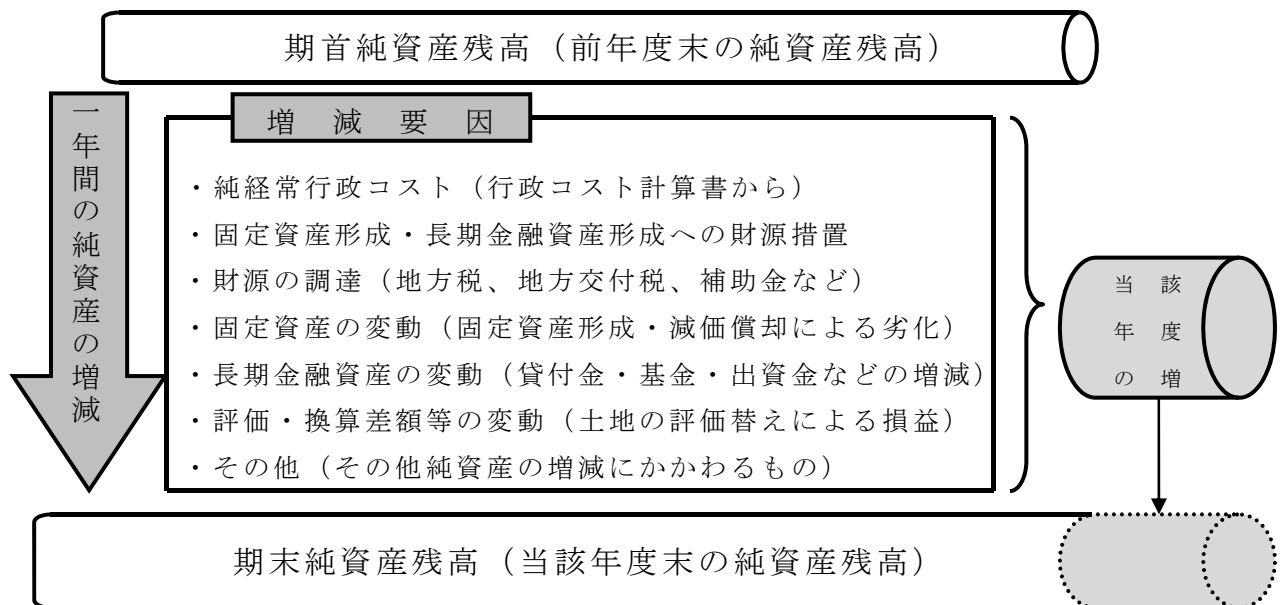 期首純資産残高（前年度末の純資産残高）
一年間の純資産の増減
増減要因
・純経常行政コスト（行政コスト計算書から）
・固定資産形成・長期金融資産形成への財源措置
・財源の調達（地方税、地方交付税、補助金など）
・固定資産の変動（固定資産形成・減価償却による劣化）
・長期金融資産の変動（貸付金・基金・出資金などの増減）
・評価・換算差額等の変動（土地の評価替えによる損益）
・その他（その他純資産の増減にかかわるもの）
当該
年度
の増
期末純資産残高（当該年度末の純資産残高）